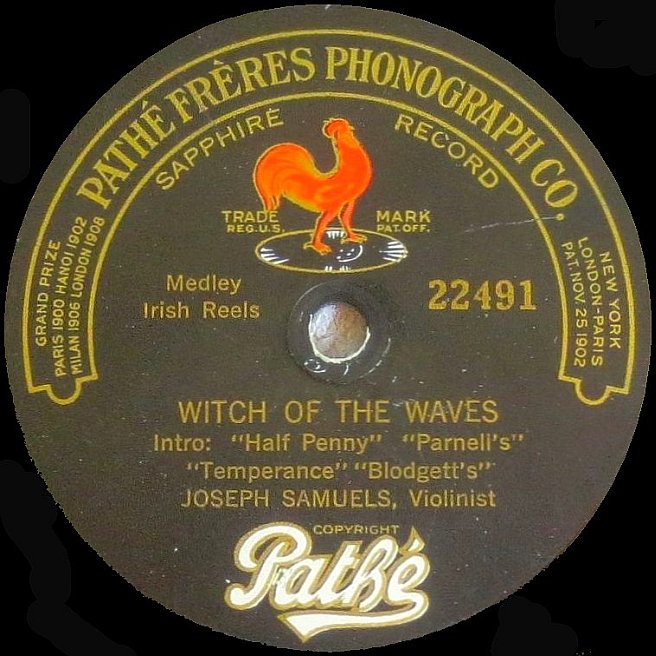 PATHÉ FRÈRES PHONOGRAPH CO.
SAPPHIRE RECORD
TRADE MARK
REG.U.S. PAT.OFF.
GRAND PRIZE
PARIS 1900 HANOI 1902
MILAN 1906 LONDON 1908
NEW YORK
LONDON-PARIS
PAT. NOV. 25 1902
Medley
Irish Reels
22491
WITCH OF THE WAVES
Intro: "Half Penny" "Parnell's"
"Temperance" "Blodgett's"
JOSEPH SAMUELS, Violinist
COPYRIGHT
Pathé